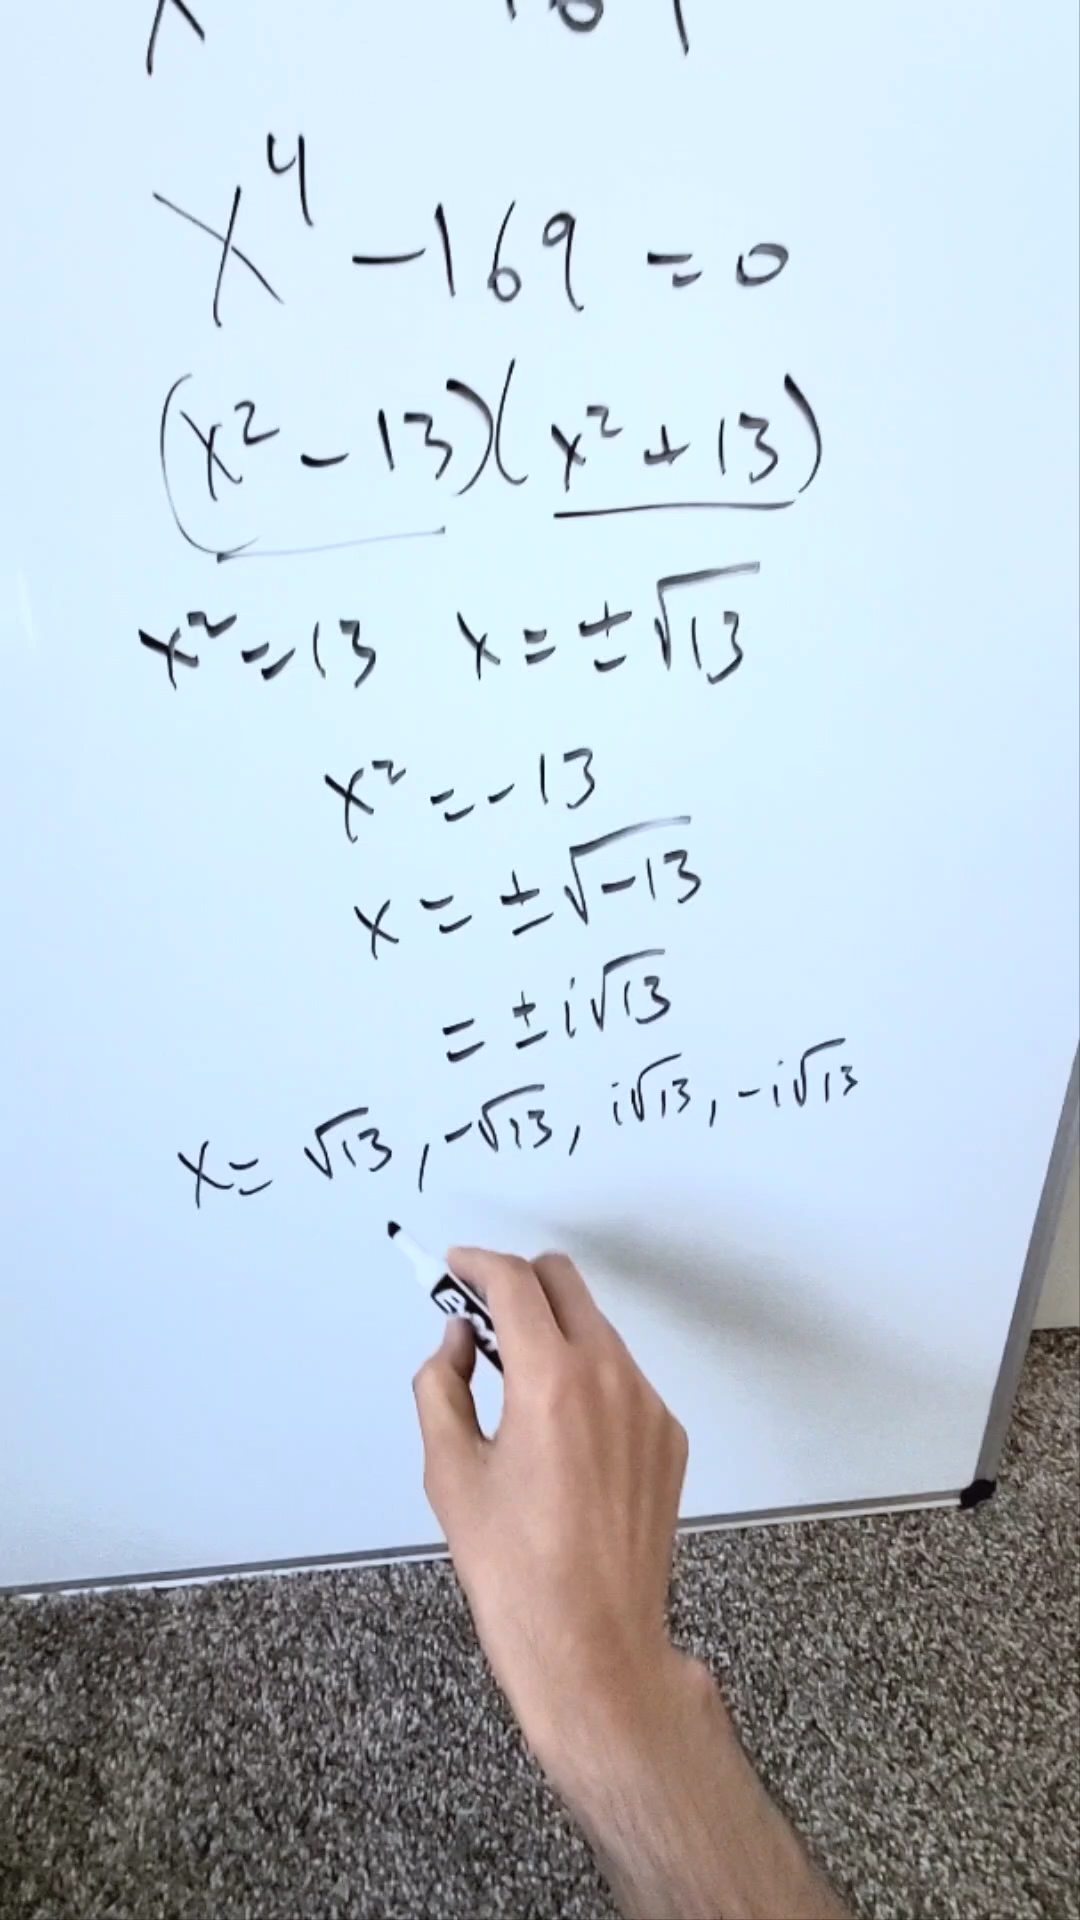 x⁴ - 169 = 0
(x² - 13)(x² + 13)
x² = 13 x = ±√13
x² = -13
x = ±√-13
= ±i√13
x = √13, -√13, i√13, -i√13